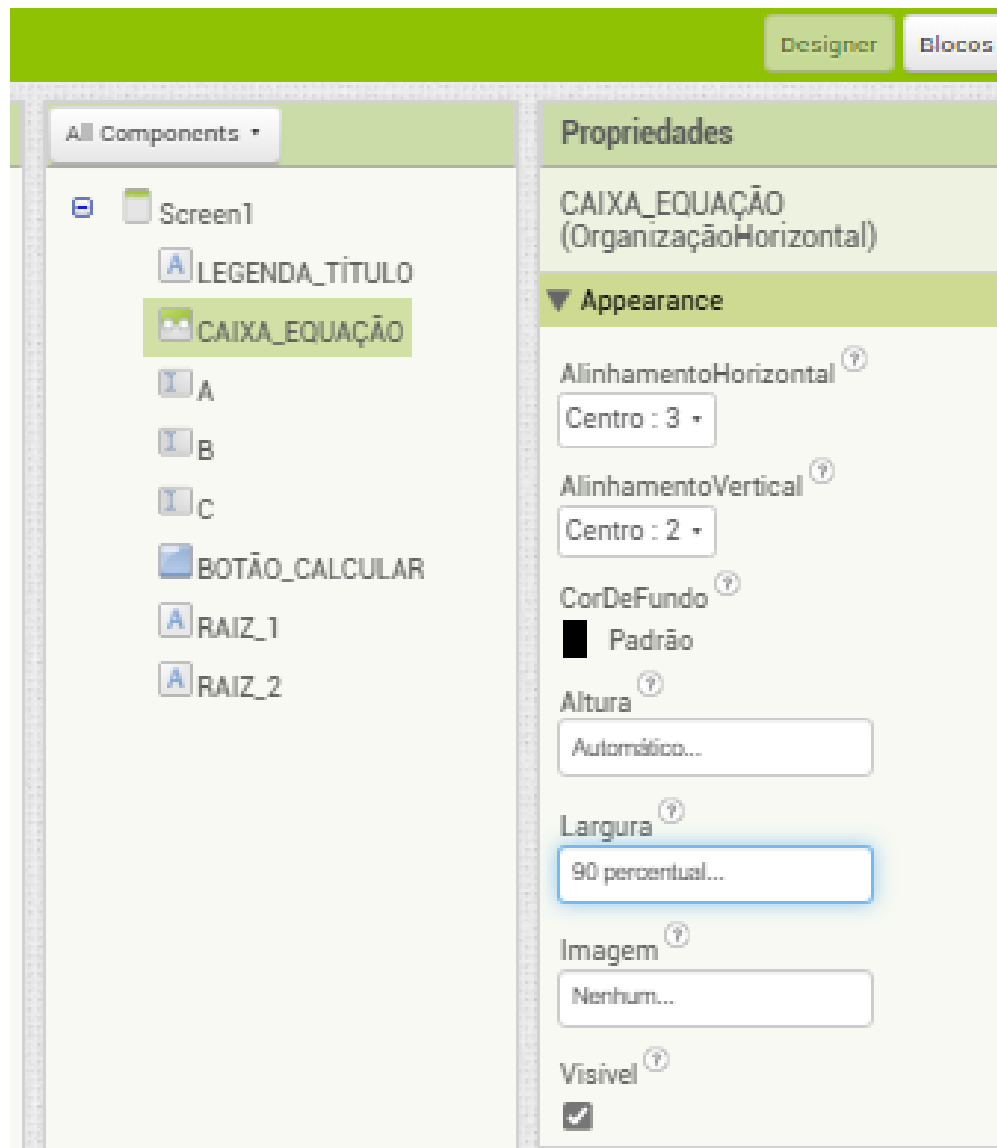 Designer
Blocos
All Components
Screen1
LEGENDA_TÍTULO
CAIXA_EQUAÇÃO
A
B
C
BOTÃO_CALCULAR
RAIZ_1
RAIZ_2
Propriedades
CAIXA_EQUAÇÃO
(OrganizaçãoHorizontal)
Appearance
AlinhamentoHorizontal ?
Centro : 3
AlinhamentoVertical ?
Centro : 2
CorDeFundo ?
Padrão
Altura ?
Automático...
Largura ?
90 percentual...
Imagem ?
Nenhum...
Visível ?